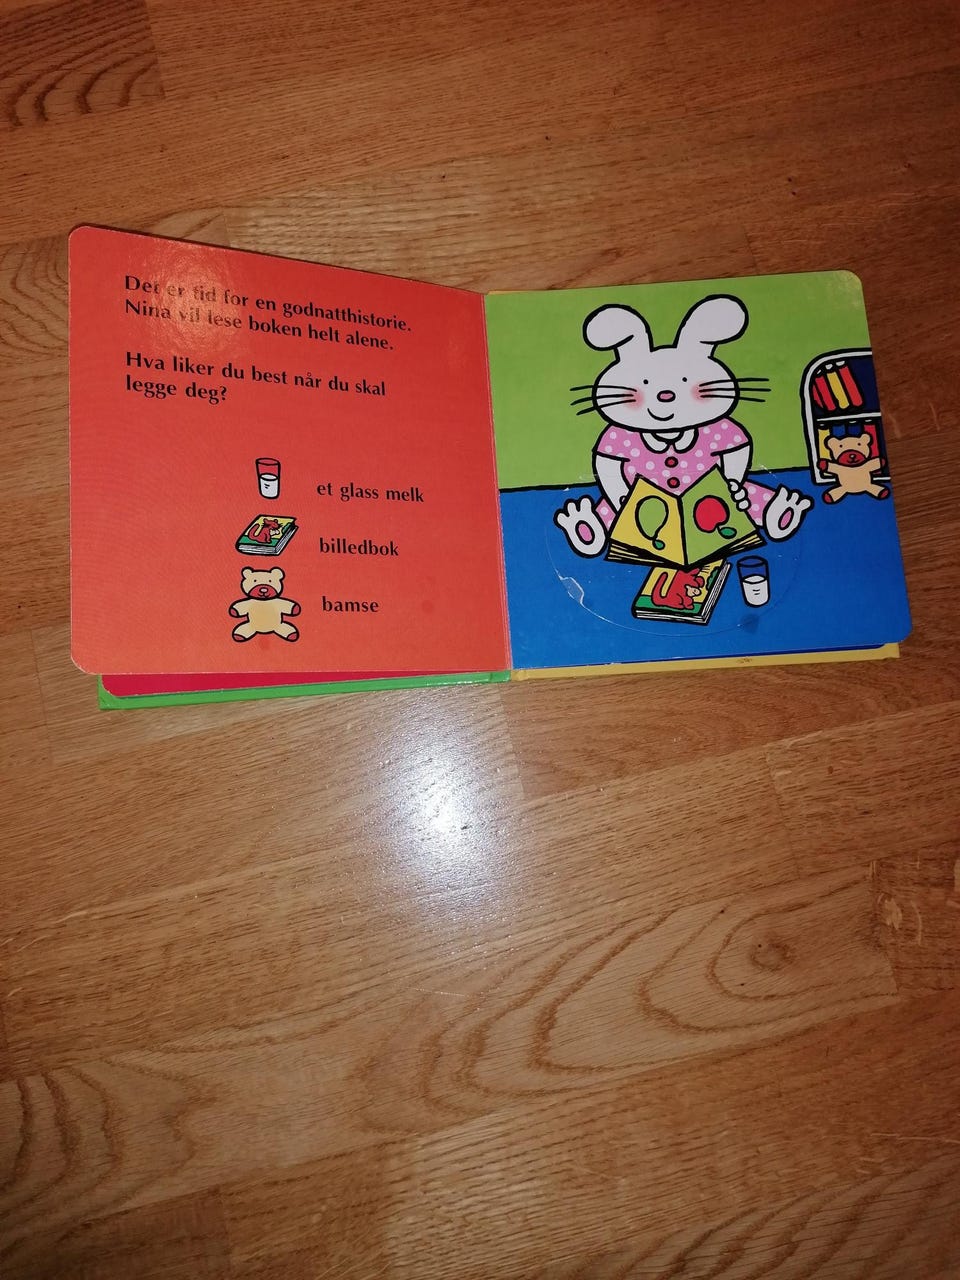 Det er tid for en godnatthistorie.
Nina vil lese boken helt alene.
Hva liker du best når du skal
legge deg?
et glass melk
billedbok
bamse